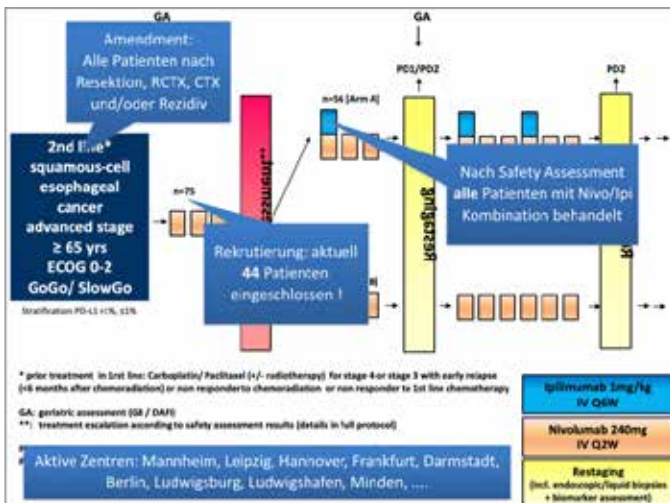 GA
GA
Amendment:
Alle Patienten nach
Resektion, RCTX, CTX
und/oder Rezidiv
PD1/PD2
PD2
n=56 [Arm A]
2nd line*
squamous-cell
esophageal
cancer
advanced stage
≥ 65 yrs
ECOG 0-2
GoGo/ SlowGo
Stratification PD-L1 <1%, ≥1%
n=75
Nach Safety Assessment
alle Patienten mit Nivo/Ipi
Kombination behandelt
Restaging
Rekrutierung: aktuell
44 Patienten
eingeschlossen !
* prior treatment in 1rst line: Carboplatin/ Paclitaxel (+/- radiotherapy) for stage 4 or stage 3 with early relapse
(<6 months after chemoradiation) or non responder to chemoradiation or non responder to 1st line chemotherapy
GA: geriatric assessment (G8 / DAFI)
**: treatment escalation according to safety assessment results (details in full protocol)
Aktive Zentren: Mannheim, Leipzig, Hannover, Frankfurt, Darmstadt,
Berlin, Ludwigsburg, Ludwigshafen, Minden, ....
Ipilimumab 1mg/kg
IV Q6W
Nivolumab 240mg
IV Q2W
Restaging
(incl. endoscopic/liquid biopsies
+ biomarker assessment)